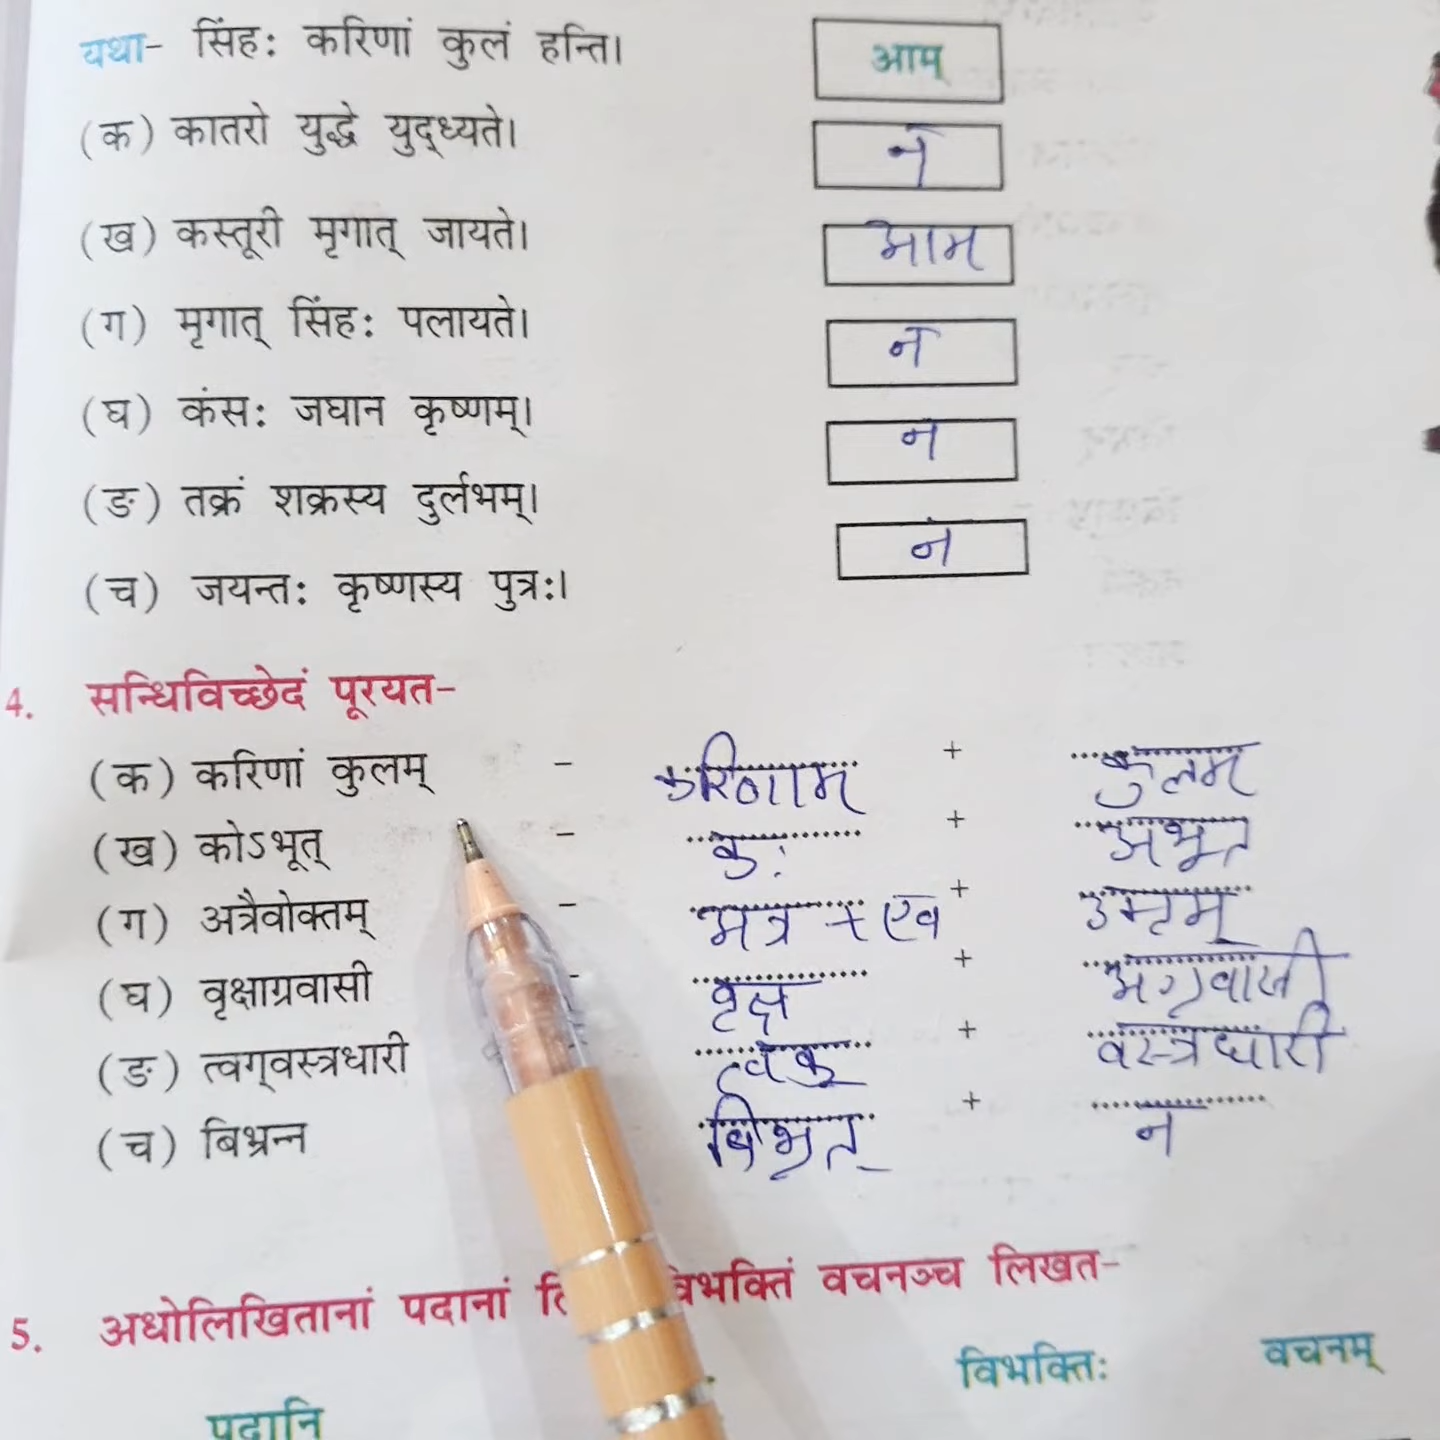 यथा- सिंहः करिणां कुलं हन्ति। आम्
(क) कातरो युद्धे युद्ध्यते। न
(ख) कस्तूरी मृगात् जायते। आम
(ग) मृगात् सिंहः पलायते। न
(घ) कंसः जघान कृष्णम्। न
(ङ) तक्रं शक्रस्य दुर्लभम्। न
(च) जयन्तः कृष्णस्य पुत्रः।
4. सन्धिविच्छेदं पूरयत-
(क) करिणां कुलम् - करिणाम + कुलम
(ख) कोऽभूत् - कः + अभूत
(ग) अत्रैवोक्तम् - अत्र + एव + उक्तम्
(घ) वृक्षाग्रवासी - वृक्ष + अग्रवासी
(ङ) त्वग्वस्त्रधारी - त्वक् + वस्त्रधारी
(च) बिभ्रन्न - बिभ्रत् + न
5. अधोलिखितानां पदानां विभक्तिं वचनञ्च लिखत-
पदानि विभक्तिः वचनम्